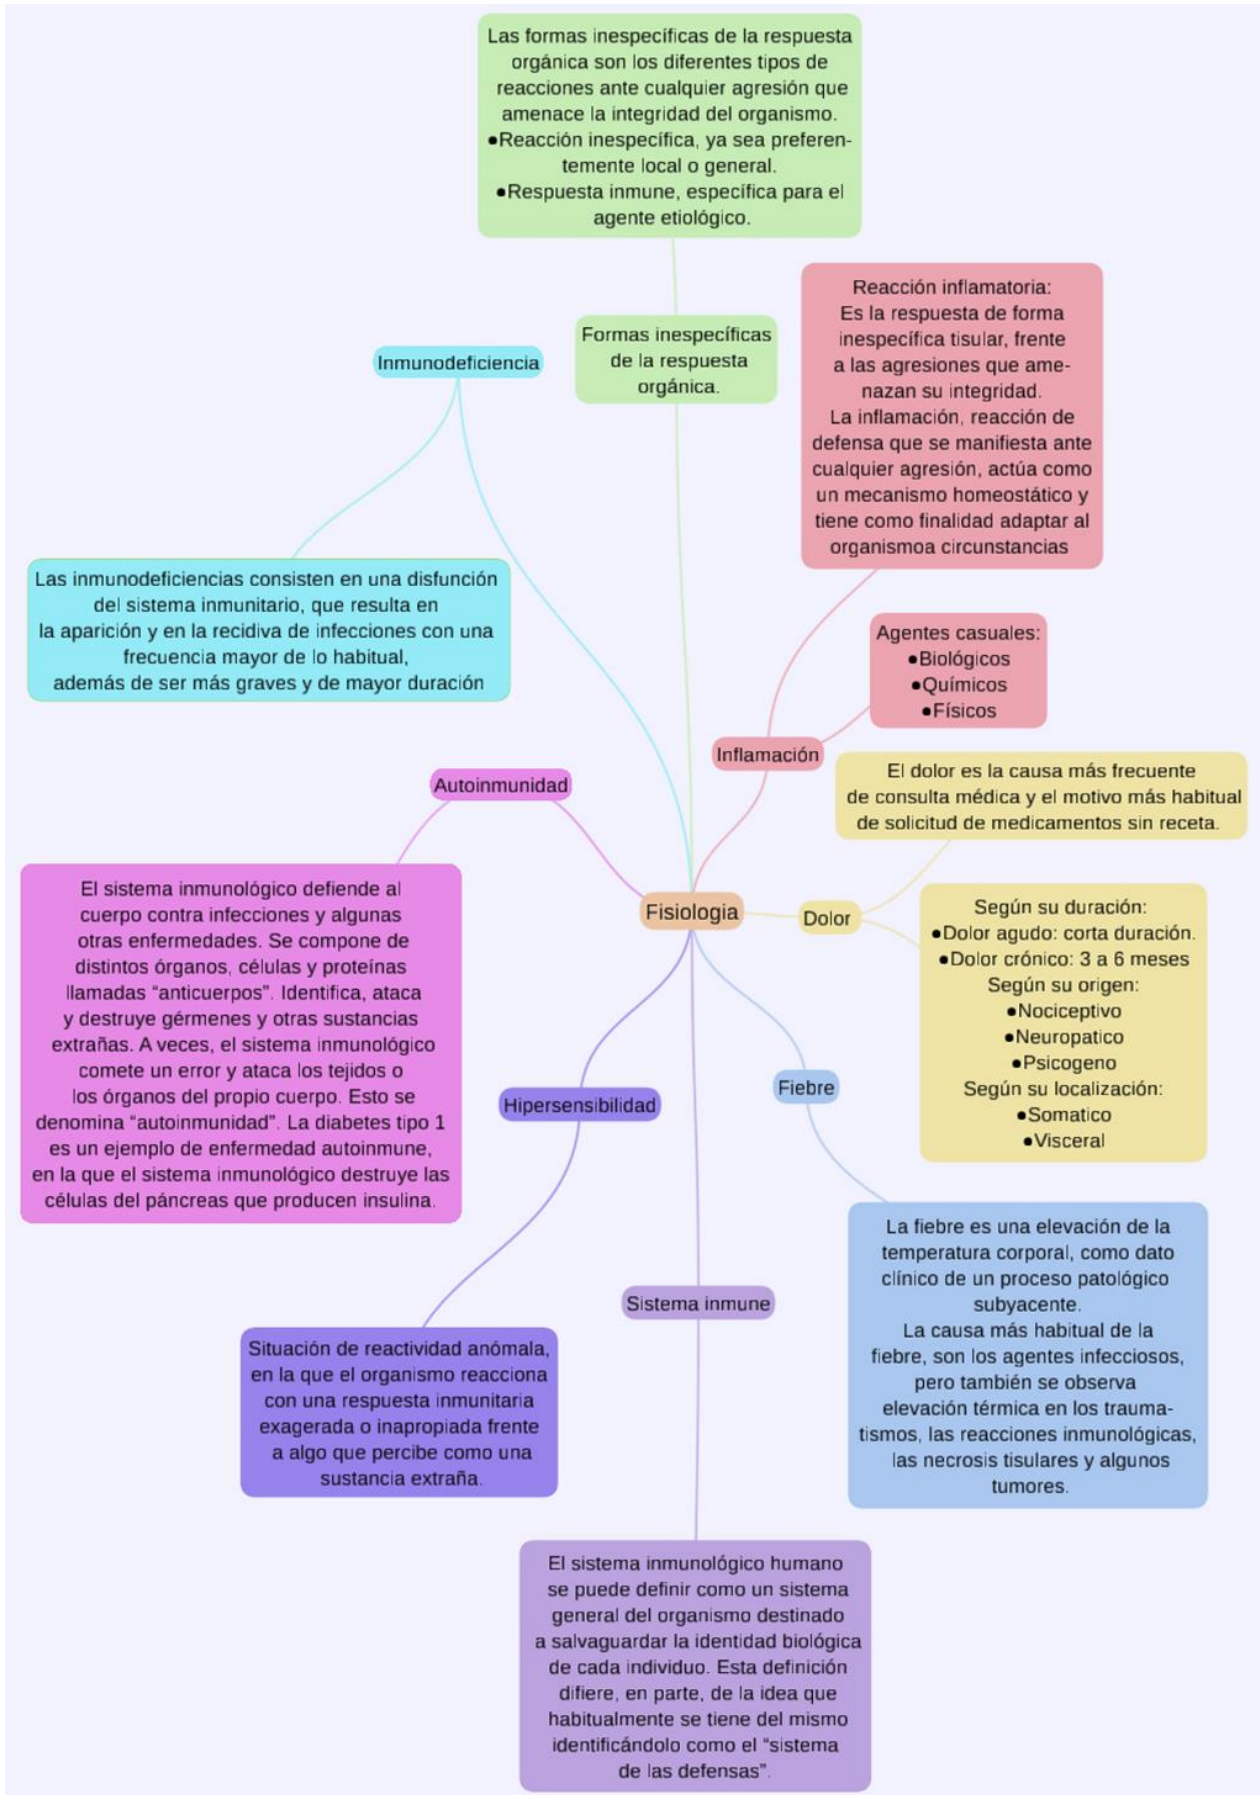 Las formas inespecíficas de la respuesta
orgánica son los diferentes tipos de
reacciones ante cualquier agresión que
amenace la integridad del organismo.
●Reacción inespecífica, ya sea preferen-
temente local o general.
●Respuesta inmune, específica para el
agente etiológico.
Formas inespecíficas
de la respuesta
orgánica.
Reacción inflamatoria:
Es la respuesta de forma
inespecífica tisular, frente
a las agresiones que ame-
nazan su integridad.
La inflamación, reacción de
defensa que se manifiesta ante
cualquier agresión, actúa como
un mecanismo homeostático y
tiene como finalidad adaptar al
organismoa circunstancias
Inmunodeficiencia
Las inmunodeficiencias consisten en una disfunción
del sistema inmunitario, que resulta en
la aparición y en la recidiva de infecciones con una
frecuencia mayor de lo habitual,
además de ser más graves y de mayor duración
Agentes casuales:
●Biológicos
●Químicos
●Físicos
Inflamación
Autoinmunidad
El dolor es la causa más frecuente
de consulta médica y el motivo más habitual
de solicitud de medicamentos sin receta.
El sistema inmunológico defiende al
cuerpo contra infecciones y algunas
otras enfermedades. Se compone de
distintos órganos, células y proteínas
llamadas “anticuerpos”. Identifica, ataca
y destruye gérmenes y otras sustancias
extrañas. A veces, el sistema inmunológico
comete un error y ataca los tejidos o
los órganos del propio cuerpo. Esto se
denomina “autoinmunidad”. La diabetes tipo 1
es un ejemplo de enfermedad autoinmune,
en la que el sistema inmunológico destruye las
células del páncreas que producen insulina.
Fisiologia
Dolor
Según su duración:
●Dolor agudo: corta duración.
●Dolor crónico: 3 a 6 meses
Según su origen:
●Nociceptivo
●Neuropatico
●Psicogeno
Según su localización:
●Somatico
●Visceral
Fiebre
Hipersensibilidad
La fiebre es una elevación de la
temperatura corporal, como dato
clínico de un proceso patológico
subyacente.
La causa más habitual de la
fiebre, son los agentes infecciosos,
pero también se observa
elevación térmica en los trauma-
tismos, las reacciones inmunológicas,
las necrosis tisulares y algunos
tumores.
Sistema inmune
Situación de reactividad anómala,
en la que el organismo reacciona
con una respuesta inmunitaria
exagerada o inapropiada frente
a algo que percibe como una
sustancia extraña.
El sistema inmunológico humano
se puede definir como un sistema
general del organismo destinado
a salvaguardar la identidad biológica
de cada individuo. Esta definición
difiere, en parte, de la idea que
habitualmente se tiene del mismo
identificándolo como el “sistema
de las defensas”.